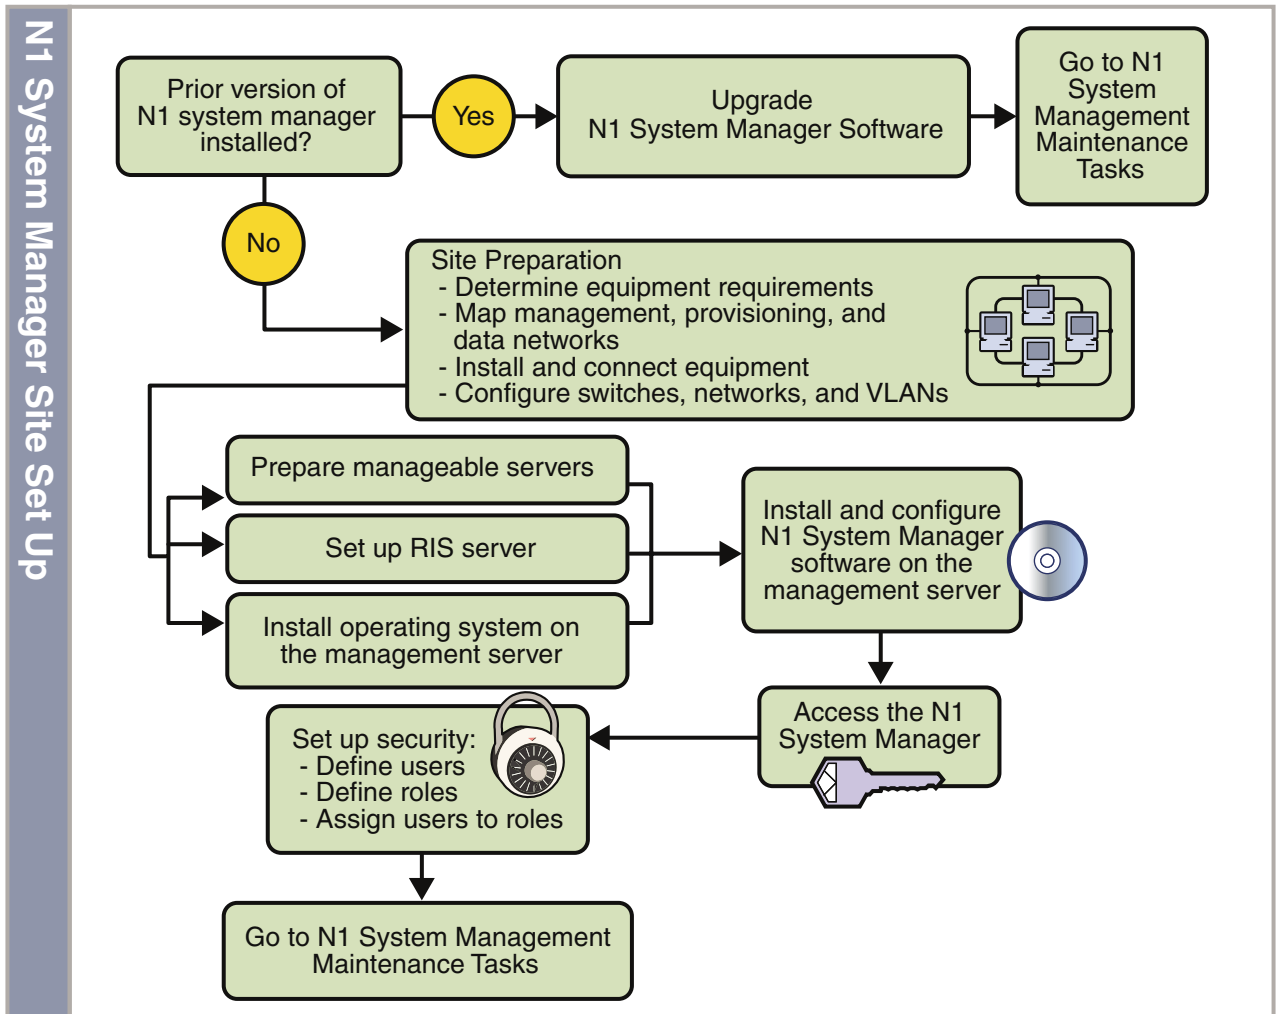 N1 System Manager Site Set Up
Prior version of
N1 system manager
installed?
Yes
Upgrade
N1 System Manager Software
Go to N1
System
Management
Maintenance
Tasks
No
Site Preparation
- Determine equipment requirements
- Map management, provisioning, and
data networks
- Install and connect equipment
- Configure switches, networks, and VLANs
Prepare manageable servers
Set up RIS server
Install operating system on
the management server
Install and configure
N1 System Manager
software on the
management server
Access the N1
System Manager
Set up security:
- Define users
- Define roles
- Assign users to roles
Go to N1 System Management
Maintenance Tasks